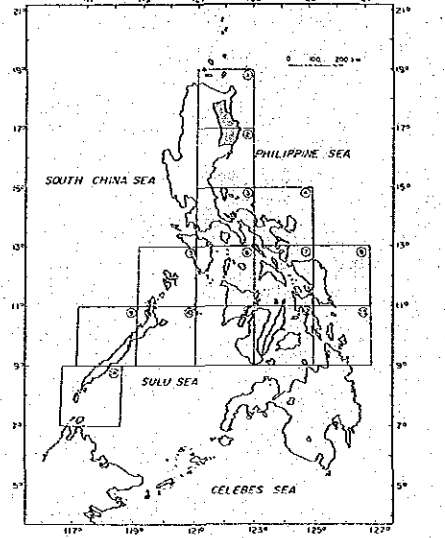 21° 21°
19° 19°
0 100 200 km
17° 17°
PHILIPPINE SEA
SOUTH CHINA SEA
15° 15°
13° 13°
11° 11°
9° 9°
SULU SEA
7° 7°
5° 5°
CELEBES SEA
117° 119° 121° 123° 125° 127°